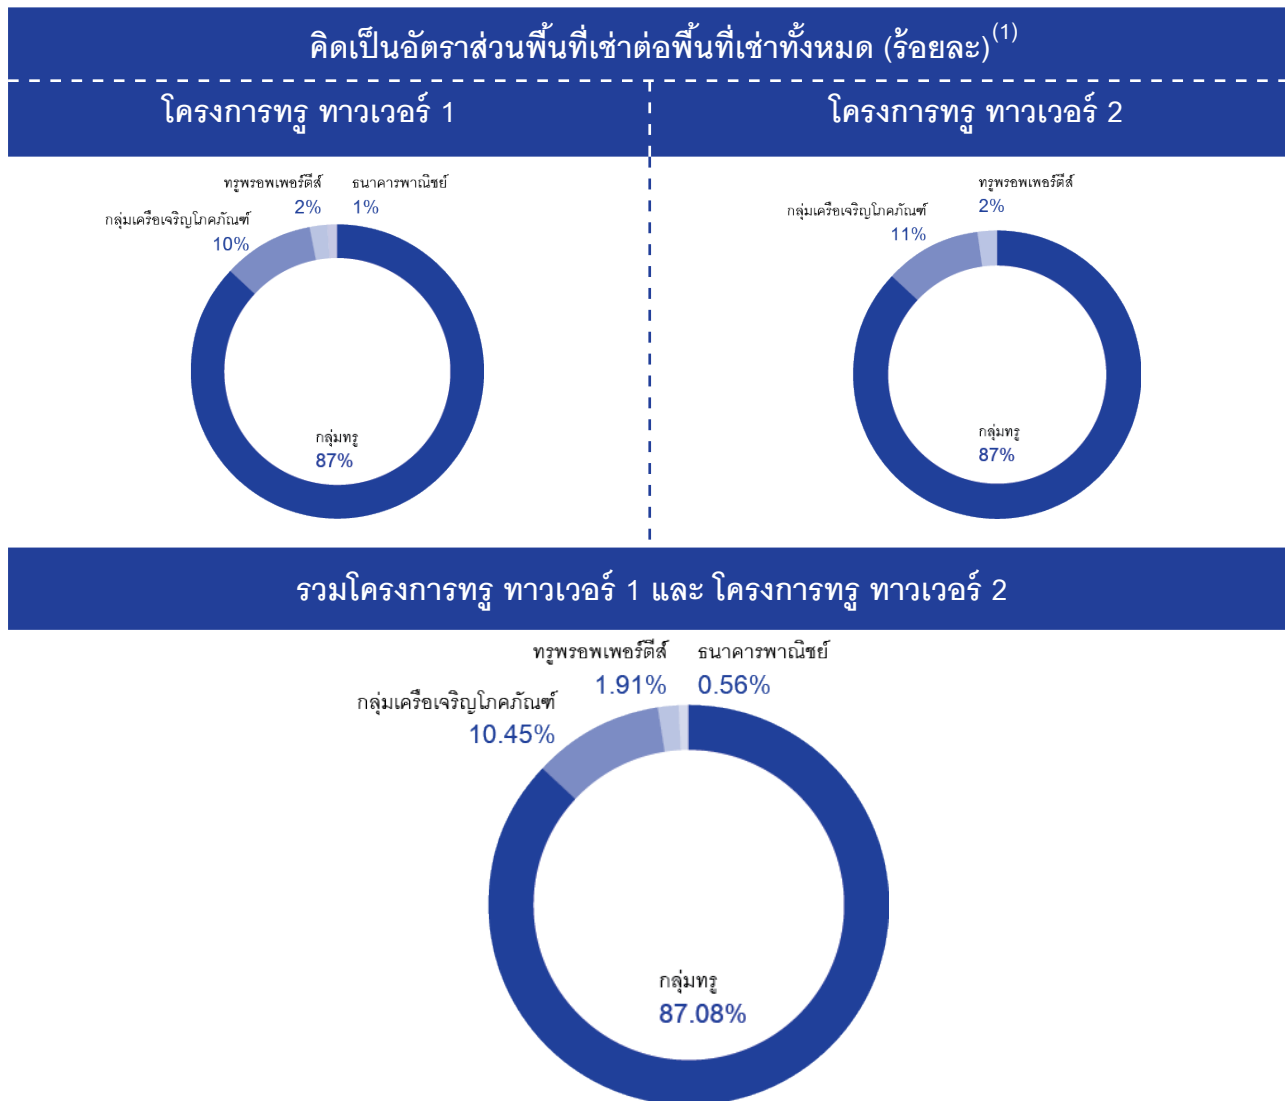 คิดเป็นอัตราส่วนพื้นที่เช่าต่อพื้นที่เช่าทั้งหมด (ร้อยละ)(1)
โครงการทรู ทาวเวอร์ 1
โครงการทรู ทาวเวอร์ 2
ทรูพรอพเพอร์ตีส์
2%
ธนาคารพาณิชย์
1%
กลุ่มเครือเจริญโภคภัณฑ์
10%
กลุ่มทรู
87%
ทรูพรอพเพอร์ตีส์
2%
กลุ่มเครือเจริญโภคภัณฑ์
11%
กลุ่มทรู
87%
รวมโครงการทรู ทาวเวอร์ 1 และ โครงการทรู ทาวเวอร์ 2
ทรูพรอพเพอร์ตีส์
1.91%
ธนาคารพาณิชย์
0.56%
กลุ่มเครือเจริญโภคภัณฑ์
10.45%
กลุ่มทรู
87.08%